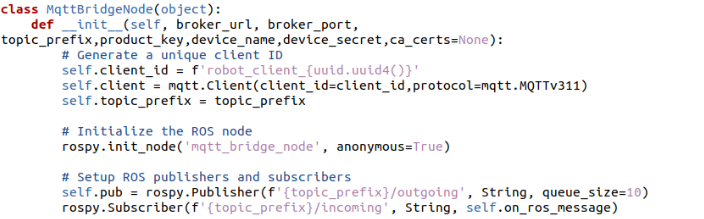 class MqttBridgeNode(object):
    def __init__(self, broker_url, broker_port,
topic_prefix,product_key,device_name,device_secret,ca_certs=None):
        # Generate a unique client ID
        self.client_id = f'robot_client_{uuid.uuid4()}'
        self.client = mqtt.Client(client_id=client_id,protocol=mqtt.MQTTv311)
        self.topic_prefix = topic_prefix

        # Initialize the ROS node
        rospy.init_node('mqtt_bridge_node', anonymous=True)

        # Setup ROS publishers and subscribers
        self.pub = rospy.Publisher(f'{topic_prefix}/outgoing', String, queue_size=10)
        rospy.Subscriber(f'{topic_prefix}/incoming', String, self.on_ros_message)